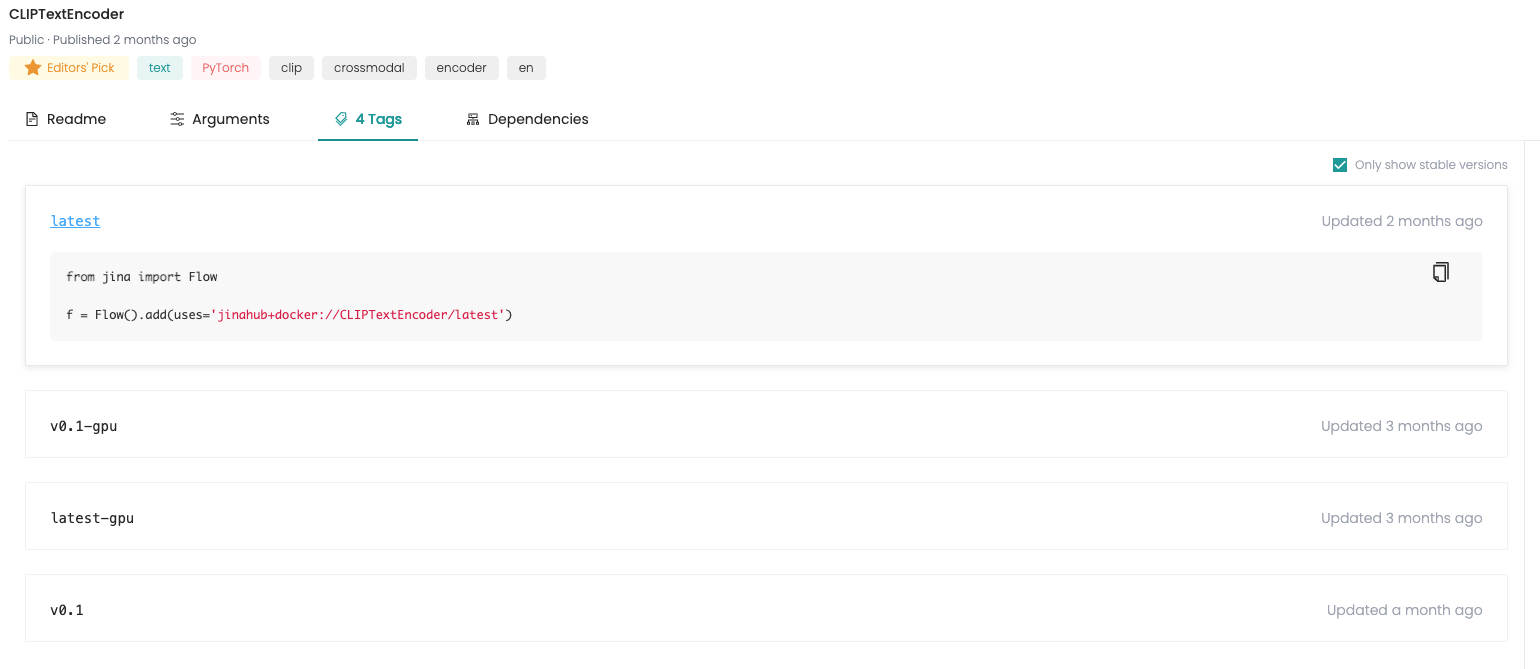 CLIPTextEncoder
Public · Published 2 months ago
Editors' Pick text PyTorch clip crossmodal encoder en
Readme Arguments 4 Tags Dependencies
Only show stable versions
latest Updated 2 months ago
from jina import Flow
f = Flow().add(uses='jinahub+docker://CLIPTextEncoder/latest')
v0.1-gpu Updated 3 months ago
latest-gpu Updated 3 months ago
v0.1 Updated a month ago